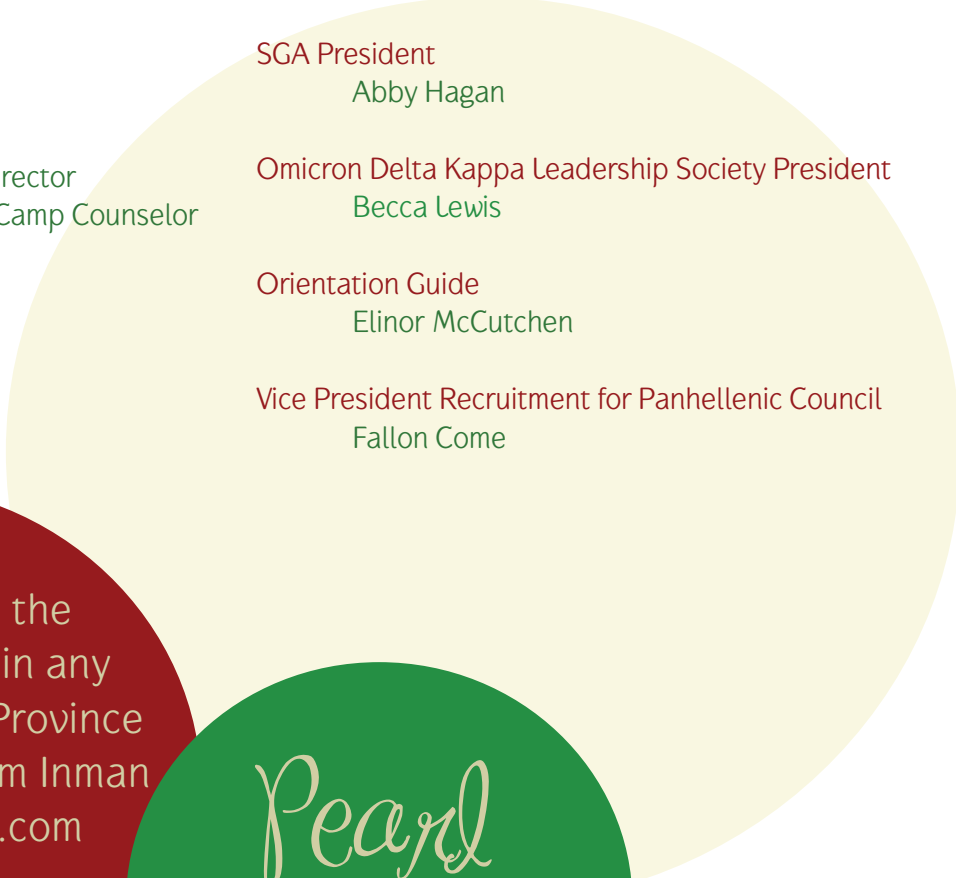 SGA President
Abby Hagan
Omicron Delta Kappa Leadership Society President
Becca Lewis
Orientation Guide
Elinor McCutchen
Vice President Recruitment for Panhellenic Council
Fallon Come
rector
Camp Counselor
the
in any
Province
m Inman
.com
Pearl